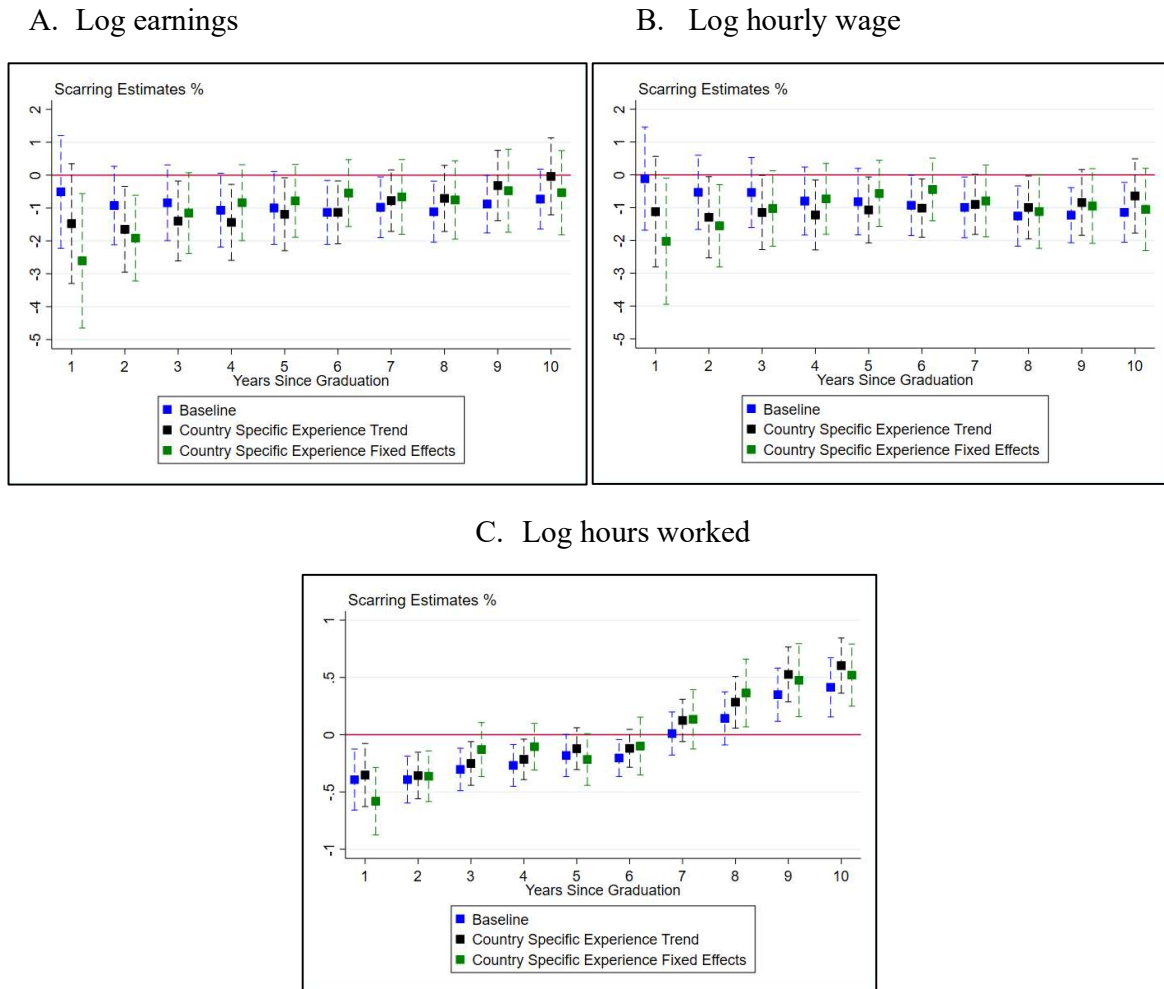 A. Log earnings
B. Log hourly wage
Scarring Estimates %
2
1
0
-1
-2
-3
-4
-5
1 2 3 4 5 6 7 8 9 10
Years Since Graduation
Baseline
Country Specific Experience Trend
Country Specific Experience Fixed Effects
Scarring Estimates %
2
1
0
-1
-2
-3
-4
-5
1 2 3 4 5 6 7 8 9 10
Years Since Graduation
Baseline
Country Specific Experience Trend
Country Specific Experience Fixed Effects
C. Log hours worked
Scarring Estimates %
1
.5
0
-.5
-1
1 2 3 4 5 6 7 8 9 10
Years Since Graduation
Baseline
Country Specific Experience Trend
Country Specific Experience Fixed Effects